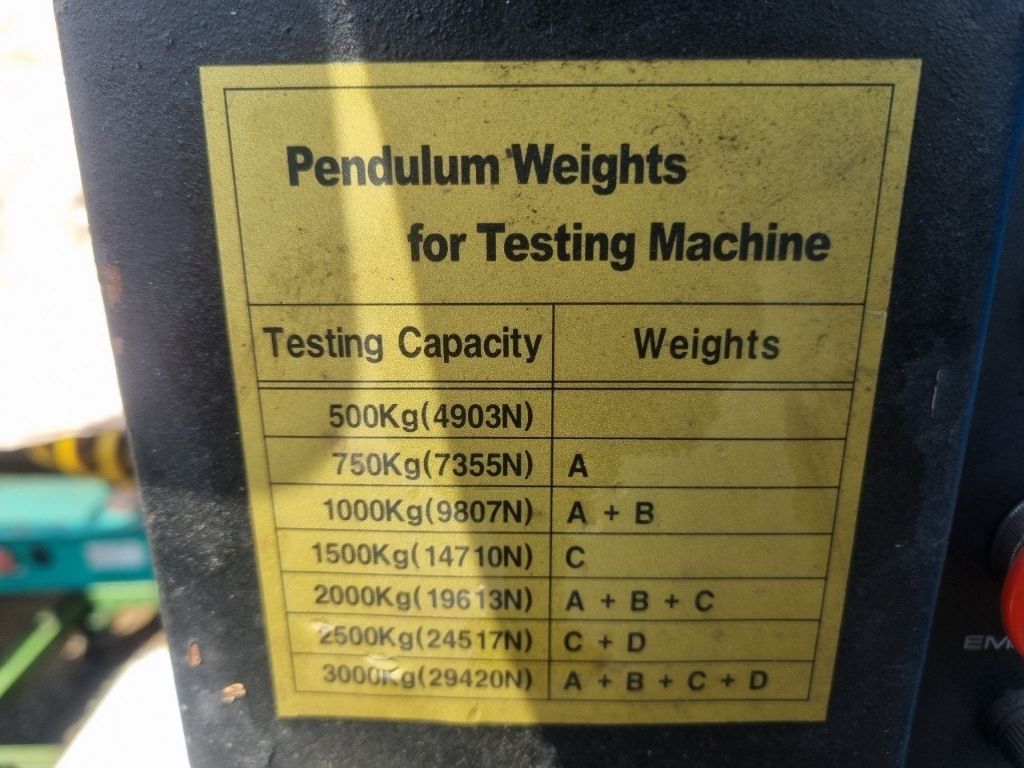 Pendulum Weights
for Testing Machine
Testing Capacity Weights
500Kg(4903N)
750Kg(7355N) A
1000Kg(9807N) A + B
1500Kg(14710N) C
2000Kg(19613N) A + B + C
2500Kg(24517N) C + D
3000Kg(29420N) A + B + C + D